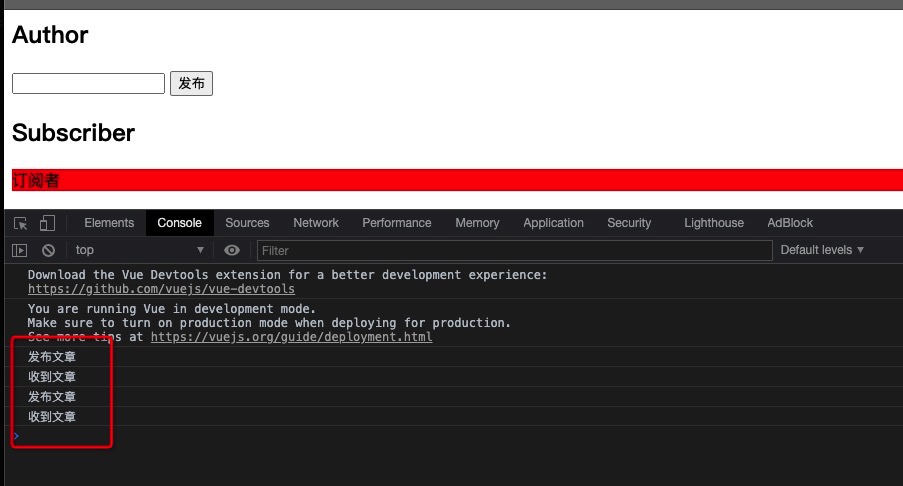 Author
发布
Subscriber
订阅者
Elements Console Sources Network Performance Memory Application Security Lighthouse AdBlock
top Filter Default levels
Download the Vue Devtools extension for a better development experience:
https://github.com/vuejs/vue-devtools
You are running Vue in development mode.
Make sure to turn on production mode when deploying for production.
See more tips at https://vuejs.org/guide/deployment.html
发布文章
收到文章
发布文章
收到文章